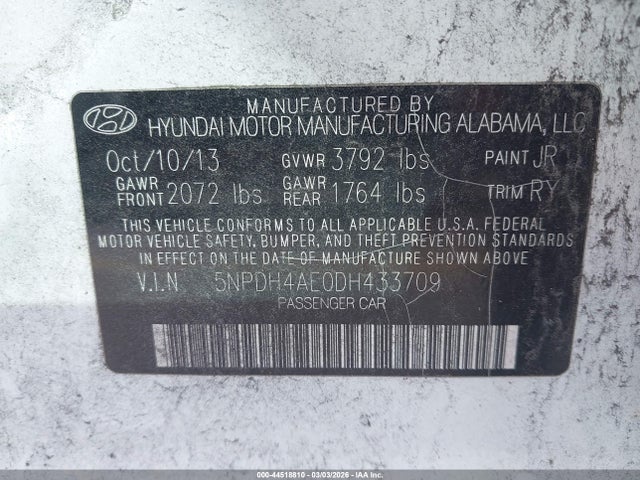 MANUFACTURED BY
HYUNDAI MOTOR MANUFACTURING ALABAMA, LLC
Oct/10/13 GVWR 3792 lbs PAINT JR
GAWR FRONT 2072 lbs GAWR REAR 1764 lbs TRIM RY
THIS VEHICLE CONFORMS TO ALL APPLICABLE U.S.A. FEDERAL
MOTOR VEHICLE SAFETY, BUMPER, AND THEFT PREVENTION
STANDARDS IN EFFECT ON THE DATE OF MANUFACTURE SHOWN ABOVE.
V.I.N 5NPDH4AE0DH433709
PASSENGER CAR
000-44518810 - 03/03/2026 - IAAI.COM